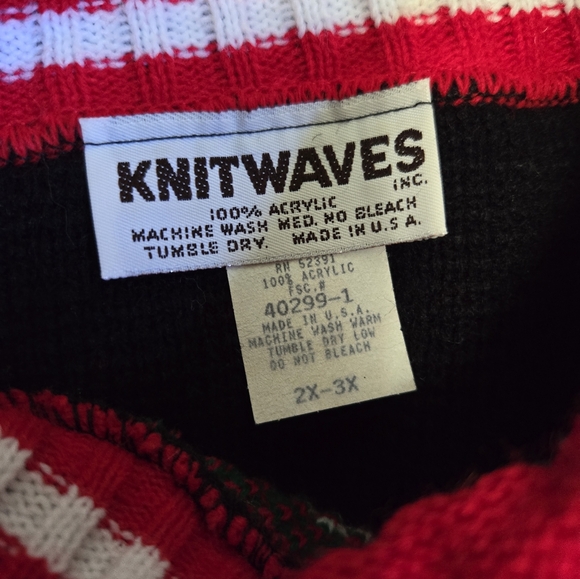 KNITWAVES
INC.
100% ACRYLIC
MACHINE WASH MED. NO BLEACH
TUMBLE DRY. MADE IN U.S.A.
RN 52391
100% ACRYLIC
FSC.#
40299-1
MADE IN U.S.A.
MACHINE WASH WARM
TUMBLE DRY LOW
DO NOT BLEACH
2X-3X